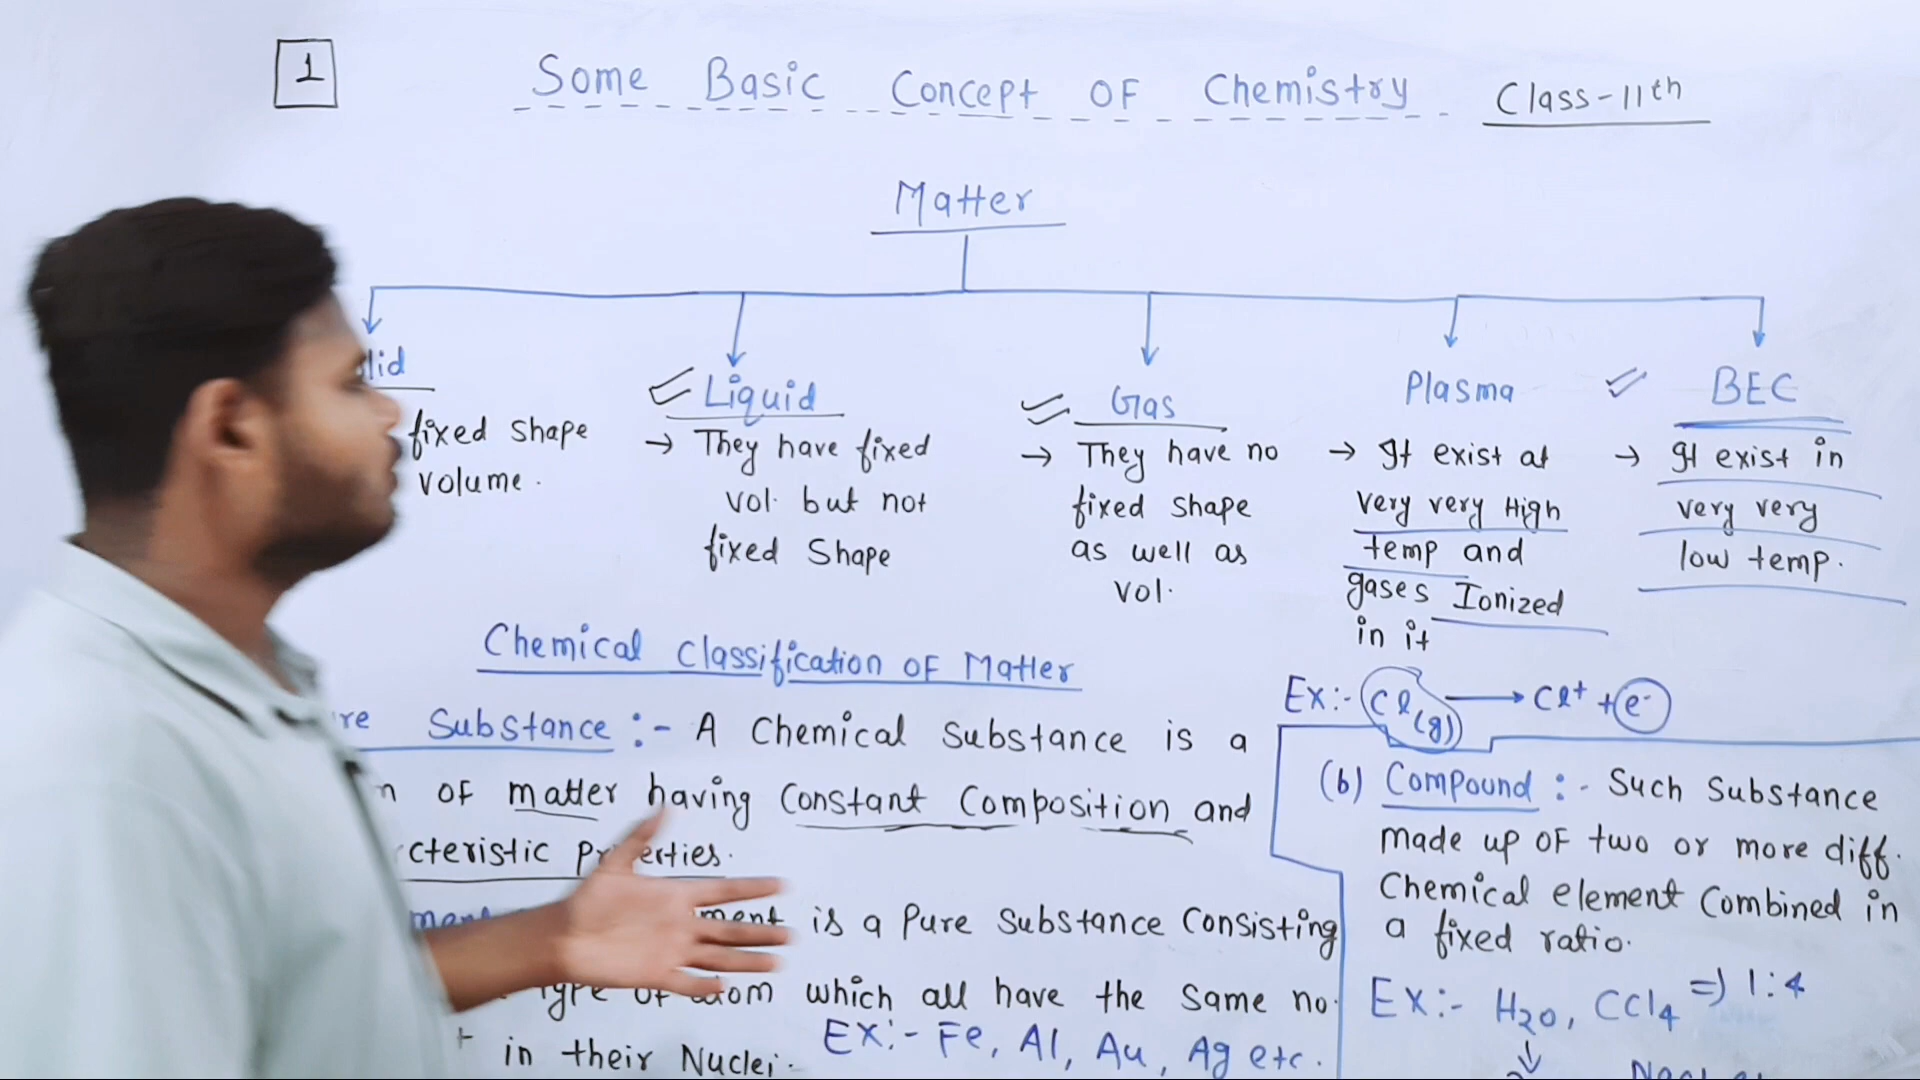 1
Some Basic Concept OF Chemistry Class-11th
Matter
lid
fixed shape
volume.
Liquid
→ They have fixed
vol. but not
fixed Shape
Gas
→ They have no
fixed shape
as well as
vol.
Plasma
→ It exist at
very very High
temp and
gases Ionized
in it
Ex:- Cl(g) → Cl⁺ + e⁻
BEC
→ It exist in
very very
low temp.
Chemical Classification OF Matter
re Substance :- A Chemical Substance is a
n OF matter having Constant Composition and
cteristic erties.
ment is a Pure Substance Consisting
Type of atom which all have the same no.
in their Nuclei. Ex:- Fe, Al, Au, Ag etc.
(b) Compound :- Such Substance
made up OF two or more diff.
Chemical element Combined in
a fixed ratio.
Ex:- H₂O, CCl₄ ⇒ 1:4